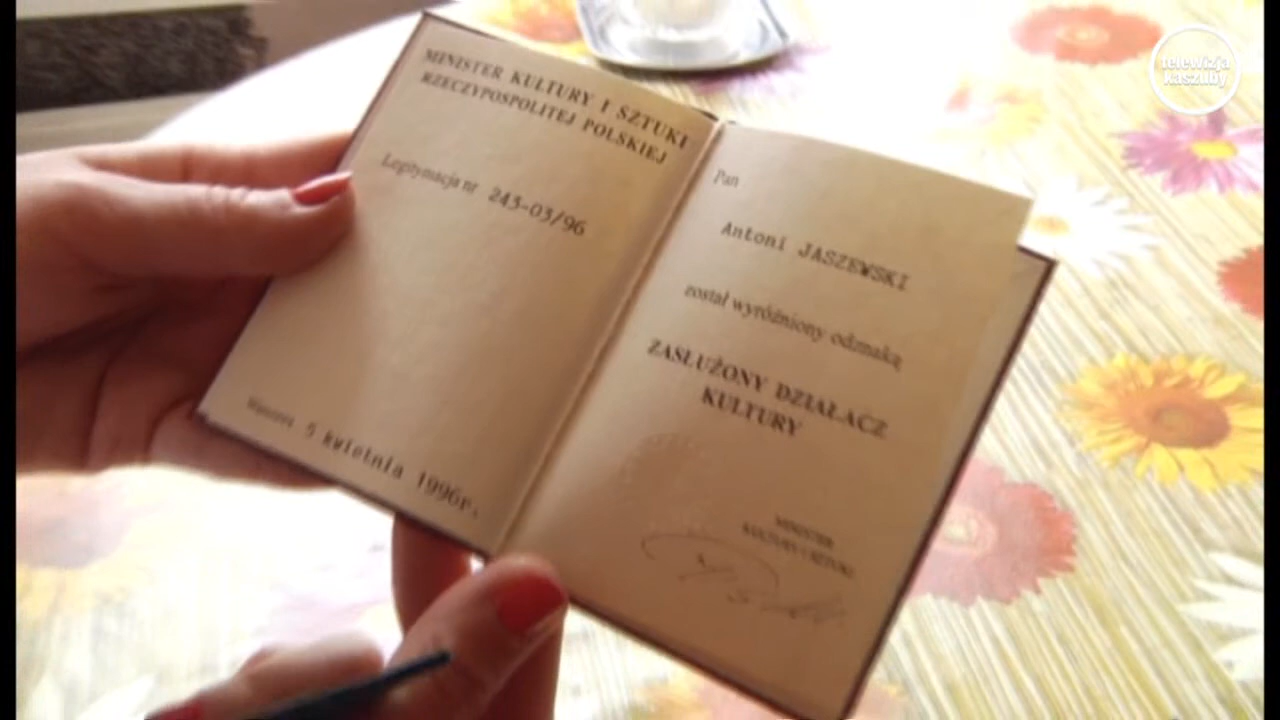 MINISTER KULTURY I SZTUKI
RZECZYPOSPOLITEJ POLSKIEJ
Legitymacja nr 243-03/96
Warszawa 5 kwietnia 1996r.
Pan
Antoni JASZEWSKI
został wyróżniony odznaką
ZASŁUŻONY DZIAŁACZ
KULTURY
MINISTER
KULTURY I SZTUKI
telewizja
kaszuby